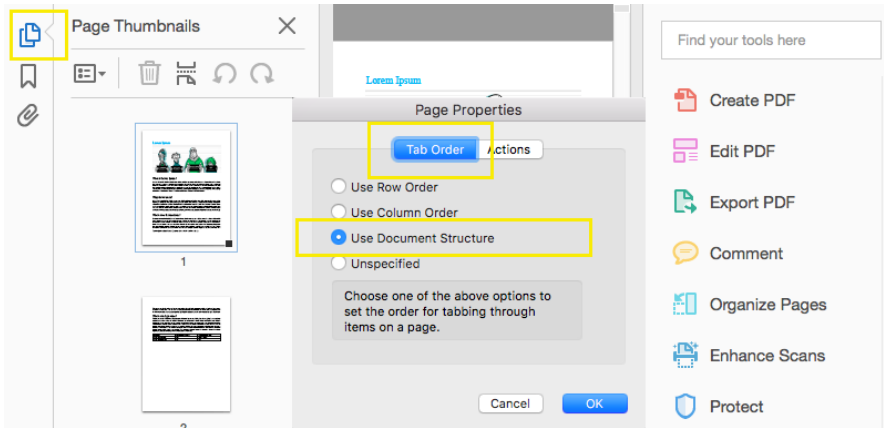 Page Thumbnails
Lorem Ipsum
1
2
Page Properties
Tab Order
Actions
Use Row Order
Use Column Order
Use Document Structure
Unspecified
Choose one of the above options to
set the order for tabbing through
items on a page.
Cancel
OK
Find your tools here
Create PDF
Edit PDF
Export PDF
Comment
Organize Pages
Enhance Scans
Protect